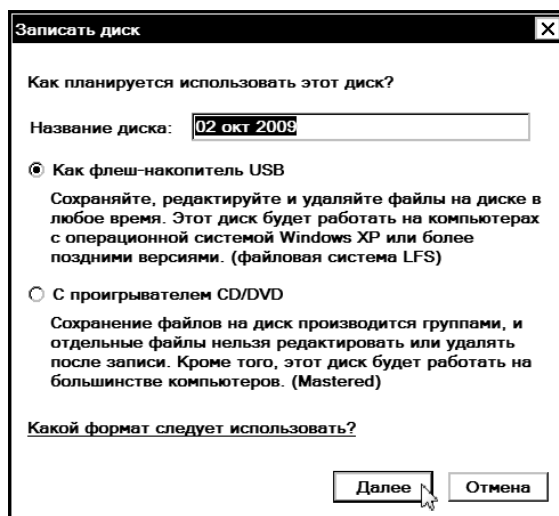 Записать диск
Как планируется использовать этот диск?
Название диска: 02 окт 2009
Как флеш-накопитель USB
Сохраняйте, редактируйте и удаляйте файлы на диске в
любое время. Этот диск будет работать на компьютерах
с операционной системой Windows XP или более
поздними версиями. (файловая система LFS)
С проигрывателем CD/DVD
Сохранение файлов на диск производится группами, и
отдельные файлы нельзя редактировать или удалять
после записи. Кроме того, этот диск будет работать на
большинстве компьютеров. (Mastered)
Какой формат следует использовать?
Далее Отмена